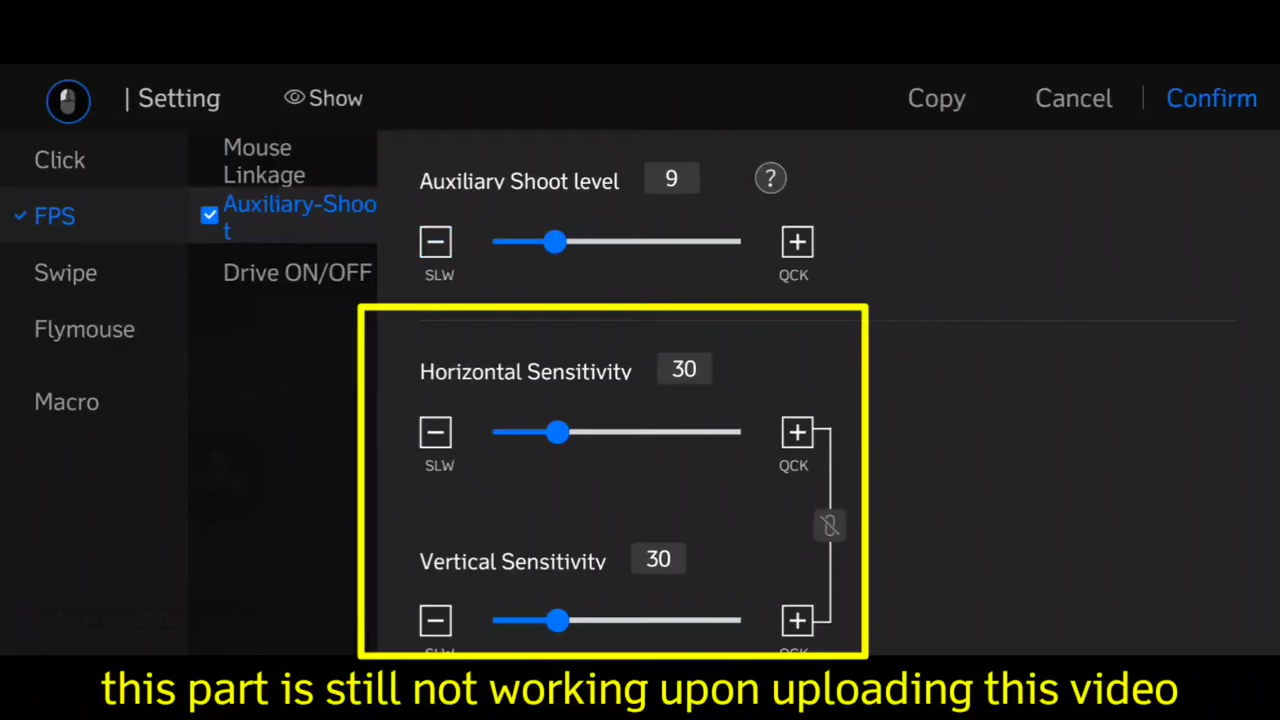 | Setting
Show
Copy
Cancel
Confirm
Click
FPS
Swipe
Flymouse
Macro
Mouse
Linkage
Auxiliary-Shoo
t
Drive ON/OFF
Auxiliary Shoot level 9 ?
SLW QCK
Horizontal Sensitivity 30
SLW QCK
Vertical Sensitivity 30
SLW QCK
this part is still not working upon uploading this video